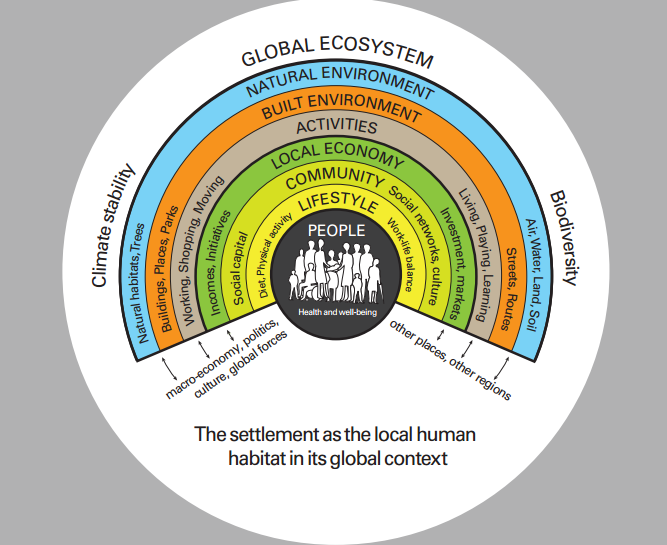 GLOBAL ECOSYSTEM
NATURAL ENVIRONMENT
BUILT ENVIRONMENT
ACTIVITIES
LOCAL ECONOMY
COMMUNITY
LIFESTYLE
PEOPLE
Health and well-being
Climate stability
Natural habitats, Trees
Buildings, Places, Parks
Working, Shopping, Moving
Incomes, Initiatives
Social capital
Diet, Physical activity
Work-life balance
Social networks, culture
Investment, markets
Living, Playing, Learning
Streets, Routes
Air, Water, Land, Soil
Biodiversity
macro-economy, politics,
culture, global forces
other places, other regions
The settlement as the local human
habitat in its global context